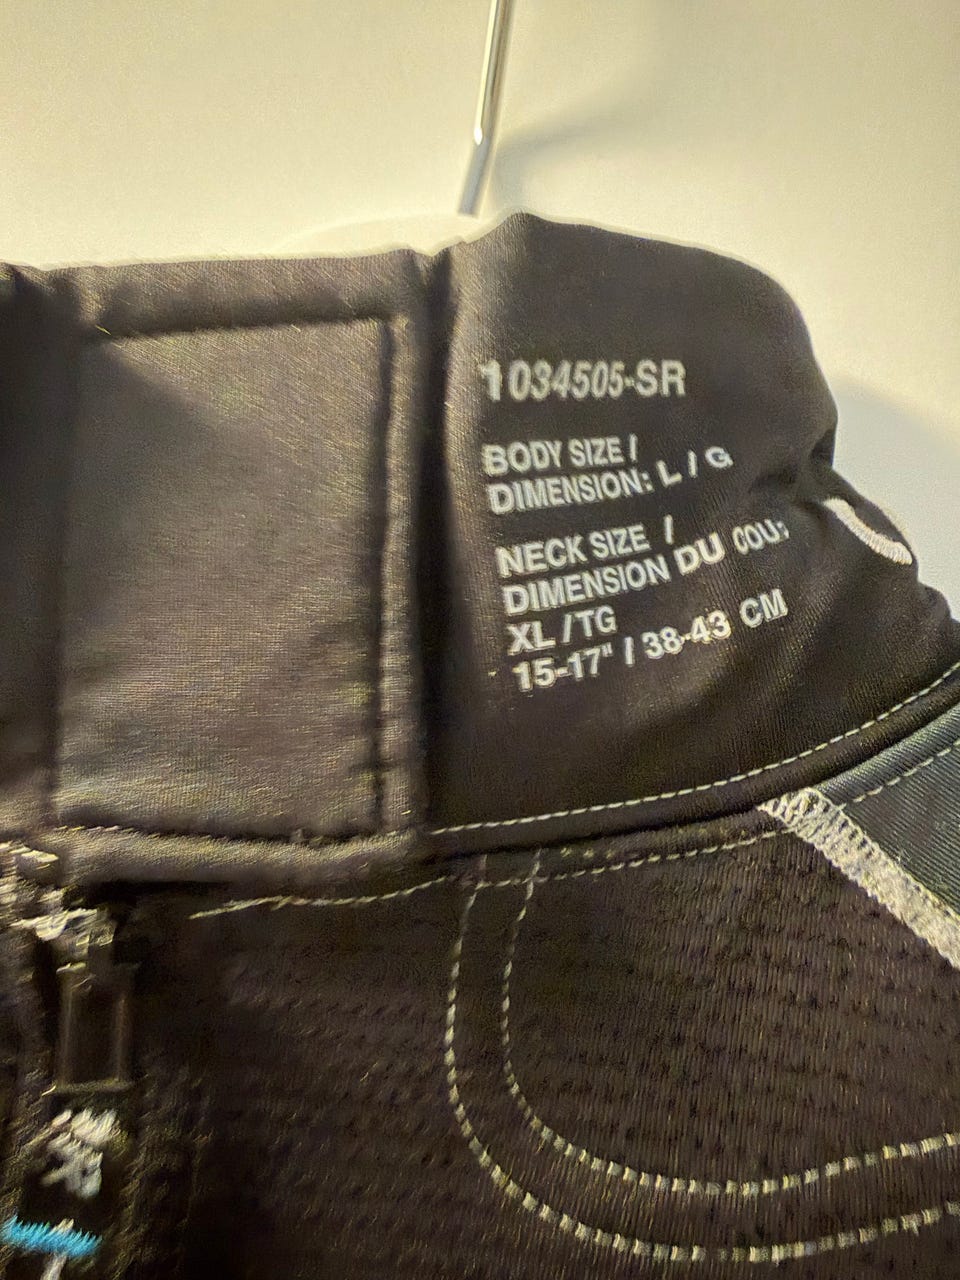 1034505-SR
BODY SIZE /
DIMENSION: L / G
NECK SIZE /
DIMENSION DU COU:
XL /TG
15-17" / 38-43 CM